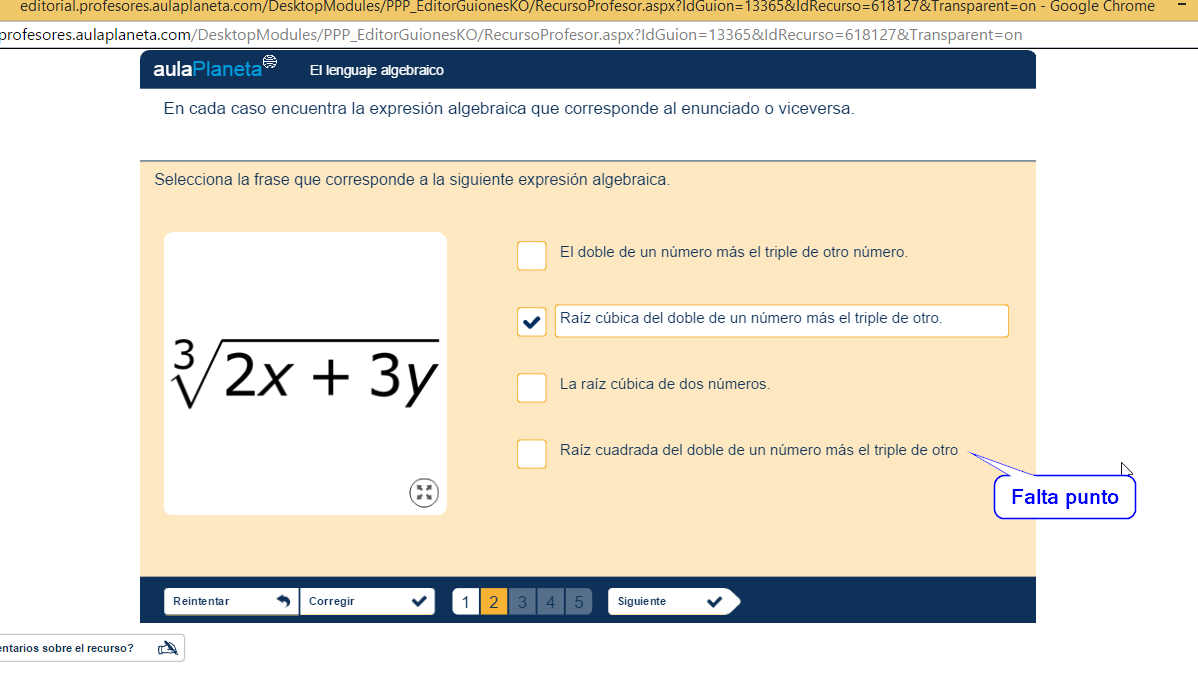 editorial.profesores.aulaplaneta.com/DesktopModules/PPP_EditorGuionesKO/RecursoProfesor.aspx?IdGuion=13365&IdRecurso=618127&Transparent=on - Google Chrome
profesores.aulaplaneta.com/DesktopModules/PPP_EditorGuionesKO/RecursoProfesor.aspx?IdGuion=13365&IdRecurso=618127&Transparent=on
aulaPlaneta El lenguaje algebraico
En cada caso encuentra la expresión algebraica que corresponde al enunciado o viceversa.
Selecciona la frase que corresponde a la siguiente expresión algebraica.
∛(2x + 3y)
El doble de un número más el triple de otro número.
Raíz cúbica del doble de un número más el triple de otro.
La raíz cúbica de dos números.
Raíz cuadrada del doble de un número más el triple de otro
Falta punto
Reintentar Corregir 1 2 3 4 5 Siguiente
entarios sobre el recurso?